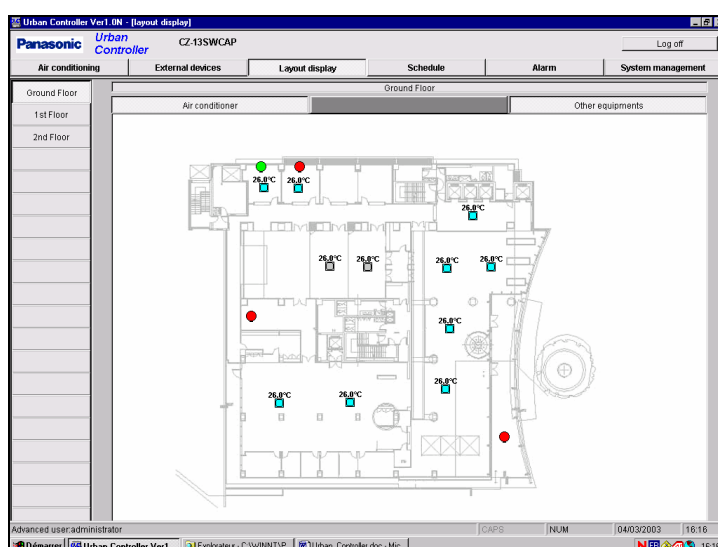 Urban Controller Ver1.0N - [layout display]
Panasonic Urban Controller CZ-13SWCAP Log off
Air conditioning External devices Layout display Schedule Alarm System management
Ground Floor
1st Floor
2nd Floor
Ground Floor
Air conditioner Other equipments
26.0°C 26.0°C
26.0°C
26.0°C 26.0°C 26.0°C 26.0°C
26.0°C
26.0°C
26.0°C 26.0°C
Advanced user:administrator CAPS NUM 04/03/2003 16:16
Démarrer Urban Controller Ver1... Explorateur - C:\WINNT\P... Urban_Controller.doc - Mic... 16:16